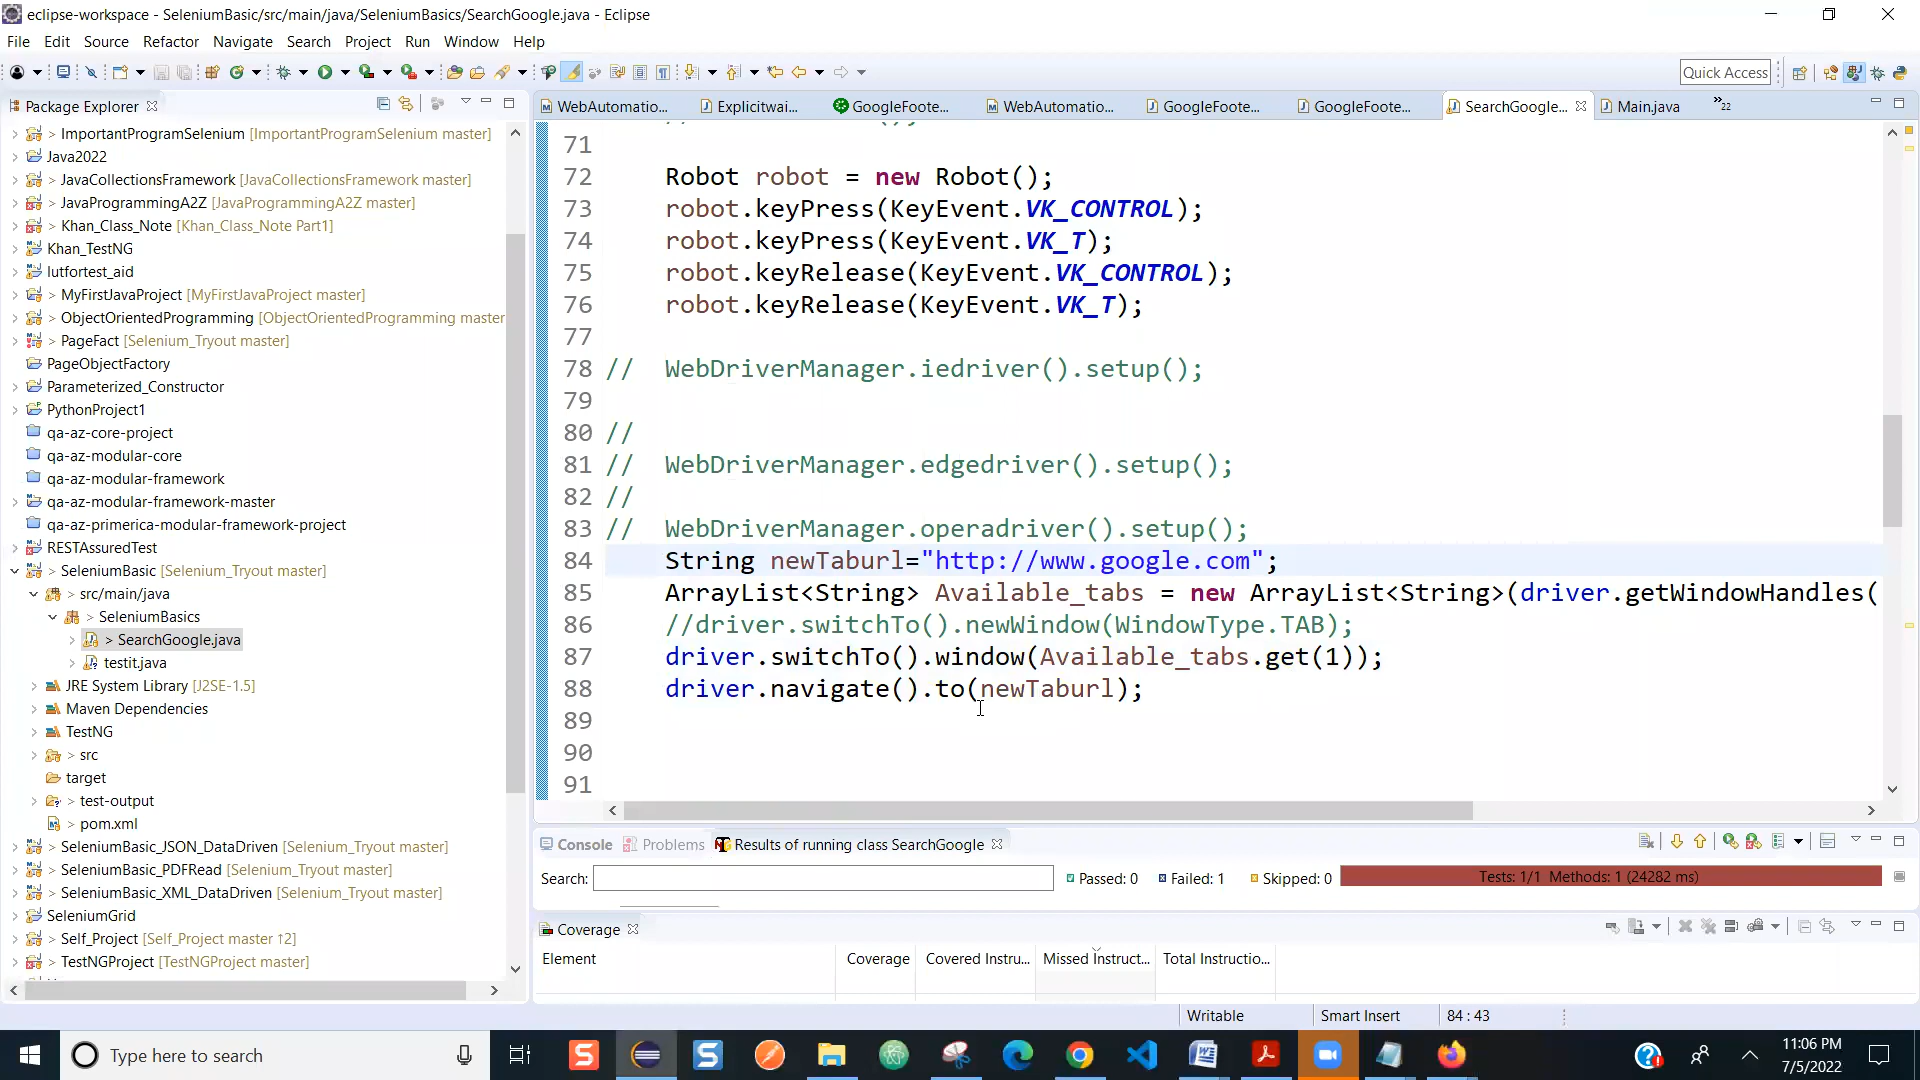 eclipse-workspace - SeleniumBasic/src/main/java/SeleniumBasics/SearchGoogle.java - Eclipse
File Edit Source Refactor Navigate Search Project Run Window Help
Quick Access
Package Explorer
WebAutomatio... Explicitwai... GoogleFoote... WebAutomatio... GoogleFoote... GoogleFoote... SearchGoogle... Main.java »22
> ImportantProgramSelenium [ImportantProgramSelenium master]
Java2022
> JavaCollectionsFramework [JavaCollectionsFramework master]
> JavaProgrammingA2Z [JavaProgrammingA2Z master]
> Khan_Class_Note [Khan_Class_Note Part1]
Khan_TestNG
lutfortest_aid
> MyFirstJavaProject [MyFirstJavaProject master]
> ObjectOrientedProgramming [ObjectOrientedProgramming master
> PageFact [Selenium_Tryout master]
PageObjectFactory
Parameterized_Constructor
PythonProject1
qa-az-core-project
qa-az-modular-core
qa-az-modular-framework
qa-az-modular-framework-master
qa-az-primerica-modular-framework-project
RESTAssuredTest
> SeleniumBasic [Selenium_Tryout master]
> src/main/java
> SeleniumBasics
> SearchGoogle.java
> testit.java
JRE System Library [J2SE-1.5]
Maven Dependencies
TestNG
> src
target
> test-output
> pom.xml
> SeleniumBasic_JSON_DataDriven [Selenium_Tryout master]
> SeleniumBasic_PDFRead [Selenium_Tryout master]
> SeleniumBasic_XML_DataDriven [Selenium_Tryout master]
SeleniumGrid
> Self_Project [Self_Project master ↑2]
> TestNGProject [TestNGProject master]
71
72 Robot robot = new Robot();
73 robot.keyPress(KeyEvent.VK_CONTROL);
74 robot.keyPress(KeyEvent.VK_T);
75 robot.keyRelease(KeyEvent.VK_CONTROL);
76 robot.keyRelease(KeyEvent.VK_T);
77
78 // WebDriverManager.iedriver().setup();
79
80 //
81 // WebDriverManager.edgedriver().setup();
82 //
83 // WebDriverManager.operadriver().setup();
84 String newTaburl="http://www.google.com";
85 ArrayList<String> Available_tabs = new ArrayList<String>(driver.getWindowHandles(
86 //driver.switchTo().newWindow(WindowType.TAB);
87 driver.switchTo().window(Available_tabs.get(1));
88 driver.navigate().to(newTaburl);
89
90
91
Console Problems Results of running class SearchGoogle
Search: Passed: 0 Failed: 1 Skipped: 0 Tests: 1/1 Methods: 1 (24282 ms)
Coverage
Element Coverage Covered Instru... Missed Instruct... Total Instructio...
Writable Smart Insert 84 : 43
Type here to search
11:06 PM
7/5/2022